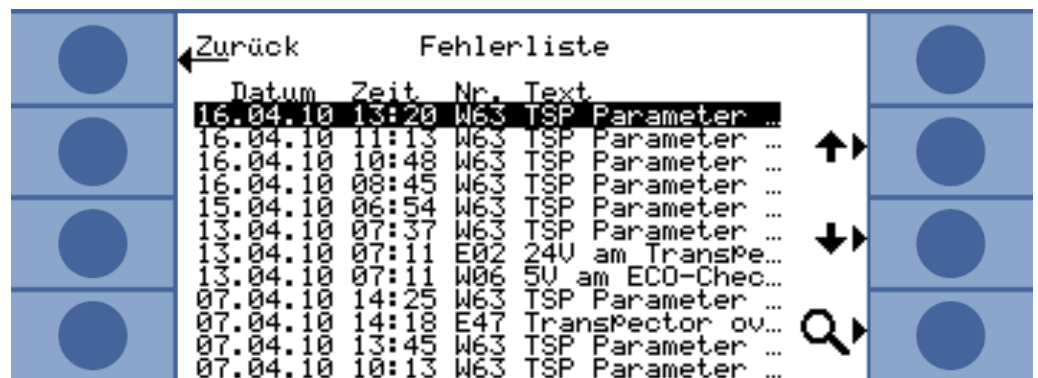 Zurück Fehlerliste
Datum Zeit Nr. Text
16.04.10 13:20 W63 TSP Parameter ...
16.04.10 11:13 W63 TSP Parameter ...
16.04.10 10:48 W63 TSP Parameter ...
16.04.10 08:45 W63 TSP Parameter ...
15.04.10 06:54 W63 TSP Parameter ...
13.04.10 07:37 W63 TSP Parameter ...
13.04.10 07:11 E02 24V am Transpe...
13.04.10 07:11 W06 5V am ECO-Chec...
07.04.10 14:25 W63 TSP Parameter ...
07.04.10 14:18 E47 Transpector ov...
07.04.10 13:45 W63 TSP Parameter ...
07.04.10 10:13 W63 TSP Parameter ...